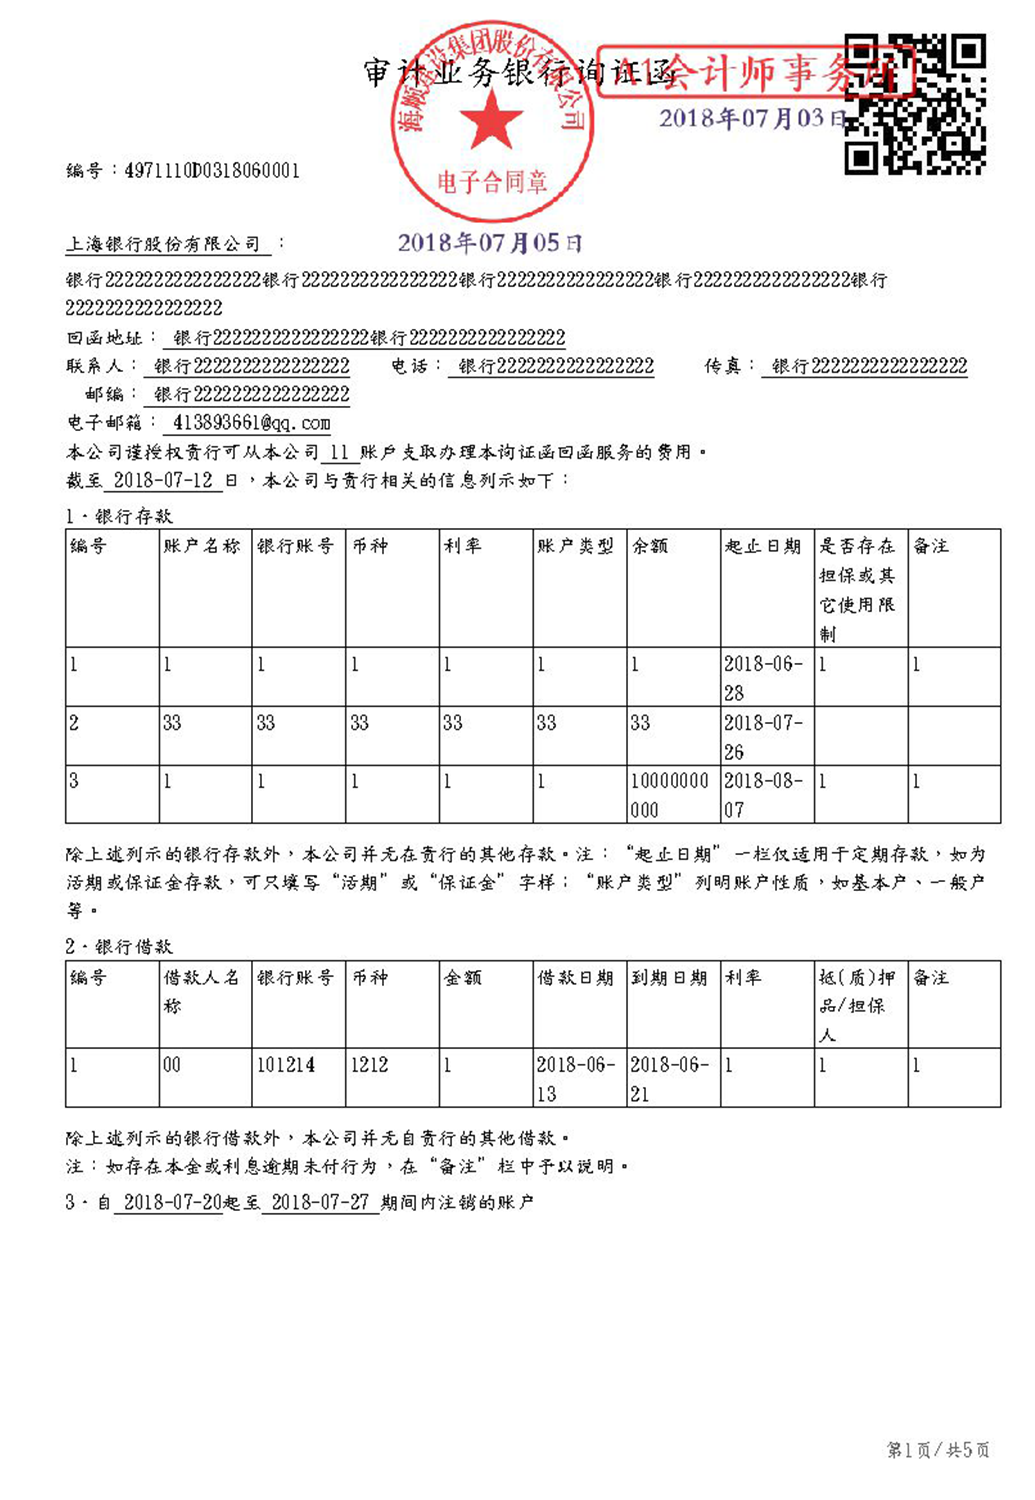 审计业务银行询证函
海顺建设集团股份有限公司
电子合同章
A1会计师事务所
2018年07月03日
编号：4971110D0318060001
2018年07月05日
上海银行股份有限公司 ：
银行2222222222222222银行2222222222222222银行2222222222222222银行2222222222222222银行
2222222222222222
回函地址： 银行2222222222222222银行2222222222222222
联系人： 银行2222222222222222 电话： 银行2222222222222222 传真： 银行2222222222222222
邮编： 银行2222222222222222
电子邮箱： 413893661@qq.com
本公司谨授权贵行可从本公司 11 账户支取办理本询证函回函服务的费用。
截至 2018-07-12 日，本公司与贵行相关的信息列示如下：
1．银行存款
编号 账户名称 银行账号 币种 利率 账户类型 余额 起止日期 是否存在担保或其它使用限制 备注
1 1 1 1 1 1 1 2018-06-28 1 1
2 33 33 33 33 33 33 2018-07-26
3 1 1 1 1 1 10000000000 2018-08-07 1 1
除上述列示的银行存款外，本公司并无在贵行的其他存款。注：“起止日期”一栏仅适用于定期存款，如为
活期或保证金存款，可只填写“活期”或“保证金”字样；“账户类型”列明账户性质，如基本户、一般户
等。
2．银行借款
编号 借款人名称 银行账号 币种 金额 借款日期 到期日期 利率 抵(质)押品/担保人 备注
1 00 101214 1212 1 2018-06-13 2018-06-21 1 1 1
除上述列示的银行借款外，本公司并无自贵行的其他借款。
注：如存在本金或利息逾期未付行为，在“备注”栏中予以说明。
3．自 2018-07-20起至 2018-07-27 期间内注销的账户
第1页/共5页